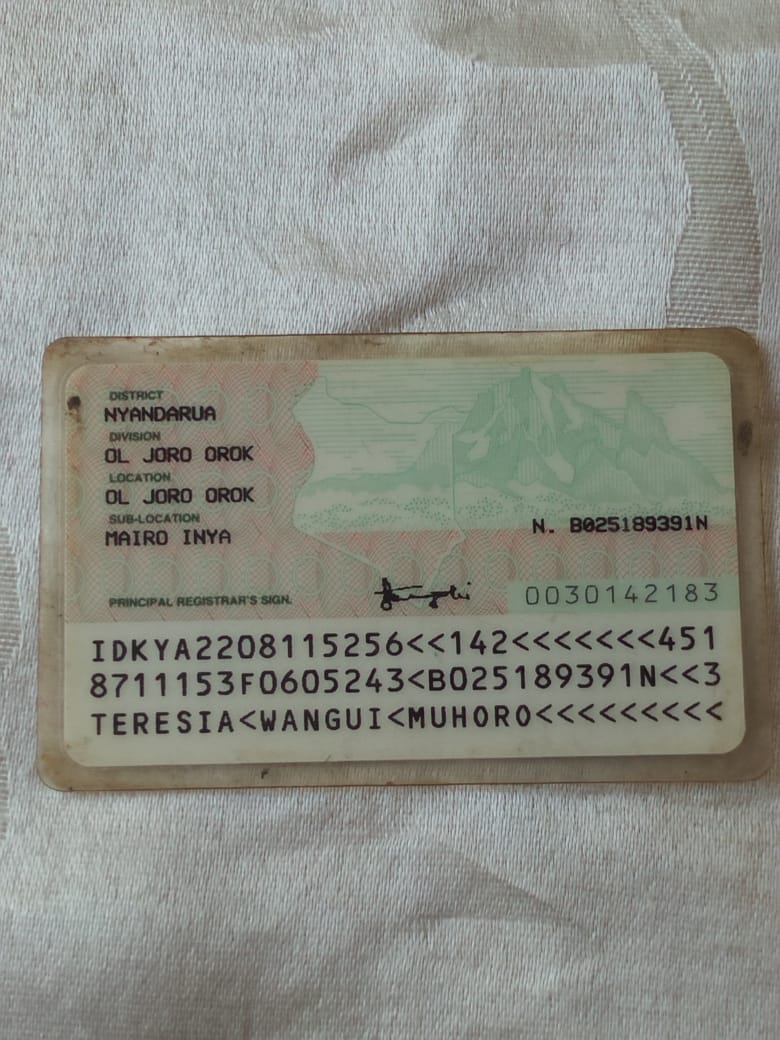 DISTRICT
NYANDARUA
DIVISION
OL JORO OROK
LOCATION
OL JORO OROK
SUB-LOCATION
MAIRO INYA
N. B025189391N
PRINCIPAL REGISTRAR'S SIGN.
0030142183
IDKYA2208115256<<142<<<<<<<451
8711153F0605243<B025189391N<<3
TERESIA<WANGUI<MUHORO<<<<<<<<<